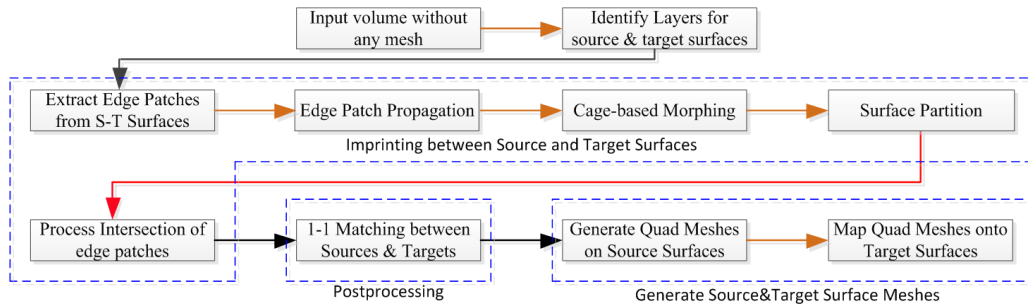 Input volume without
any mesh
Identify Layers for
source & target surfaces
Extract Edge Patches
from S-T Surfaces
Edge Patch Propagation
Cage-based Morphing
Surface Partition
Imprinting between Source and Target Surfaces
Process Intersection of
edge patches
1-1 Matching between
Sources & Targets
Generate Quad Meshes
on Source Surfaces
Map Quad Meshes onto
Target Surfaces
Postprocessing
Generate Source&Target Surface Meshes